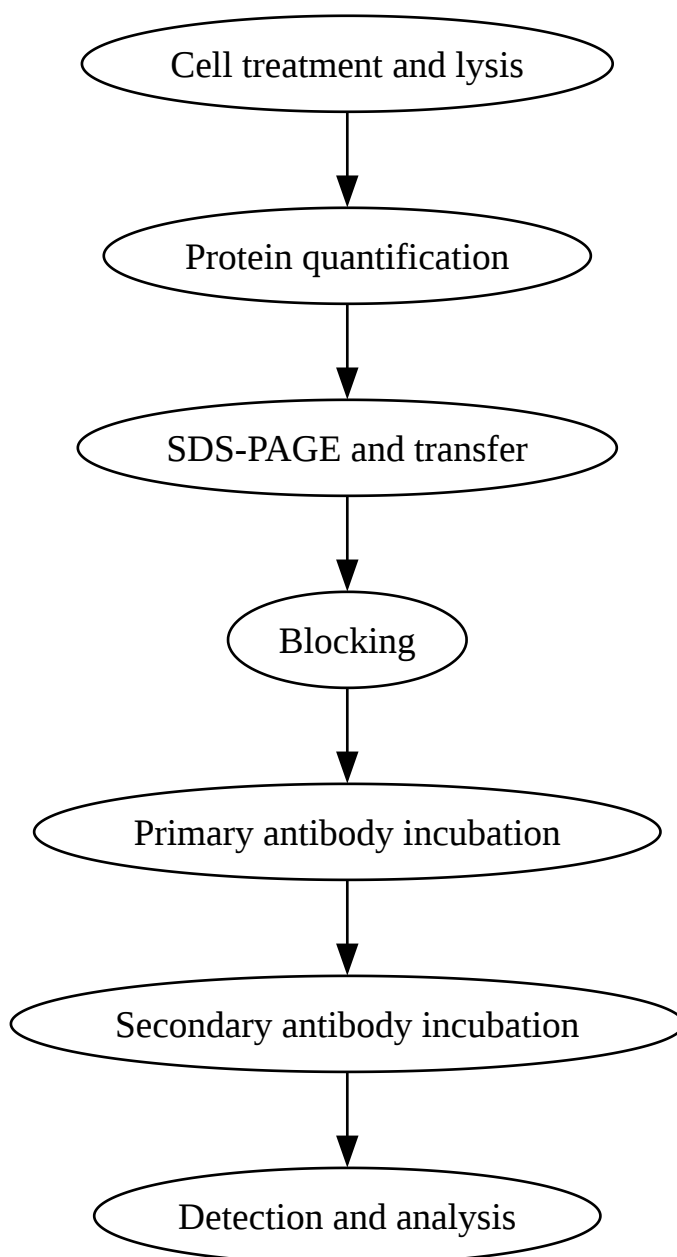 Cell treatment and lysis
Protein quantification
SDS-PAGE and transfer
Blocking
Primary antibody incubation
Secondary antibody incubation
Detection and analysis